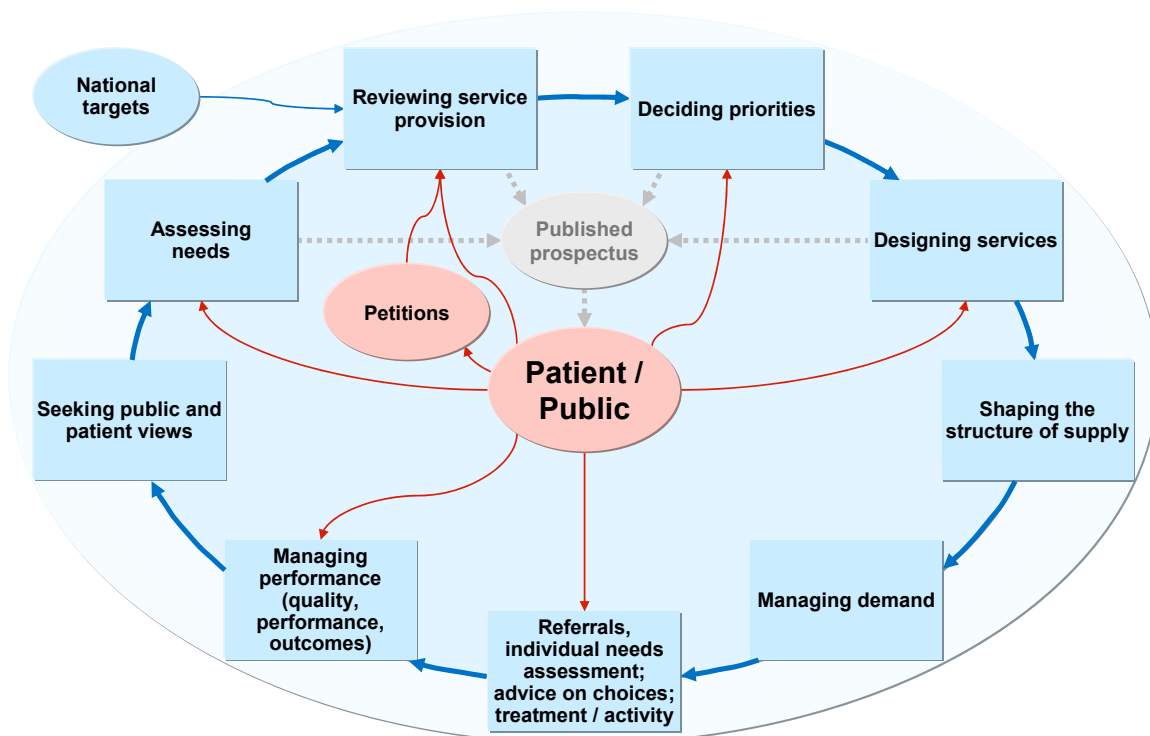 National
targets
Reviewing service
provision
Deciding priorities
Assessing
needs
Published
prospectus
Designing services
Petitions
Patient /
Public
Seeking public and
patient views
Shaping the
structure of supply
Managing
performance
(quality,
performance,
outcomes)
Managing demand
Referrals,
individual needs
assessment;
advice on choices;
treatment / activity